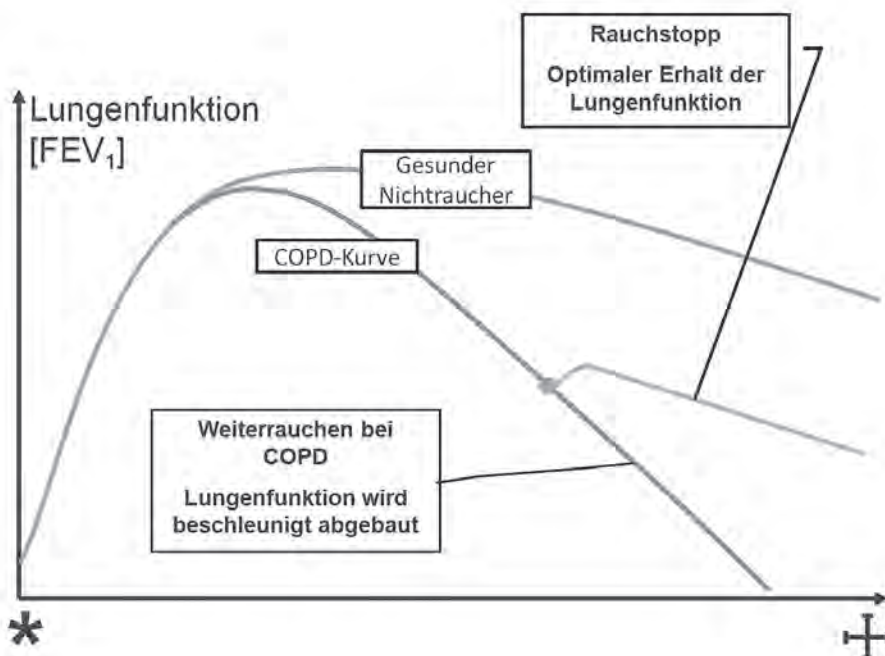 Rauchstopp
Optimaler Erhalt der
Lungenfunktion
Lungenfunktion
[FEV₁]
Gesunder
Nichtraucher
COPD-Kurve
Weiterrauchen bei
COPD
Lungenfunktion wird
beschleunigt abgebaut
*